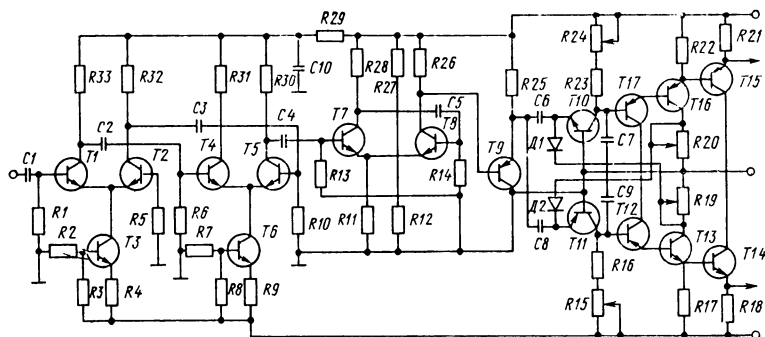 R29
R24
R22
R21
R33
R32
R31
R30
C10
R28
R27
R26
R25
R23
T17
T16
T15
C6
T10
C1
C2
C3
C4
T7
C5
T8
T1
T2
T4
T5
T9
Д1
C7
R20
R13
R14
R1
R2
R5
R6
R7
R10
R11
R12
Д2
C9
R19
T3
T6
C8
T11
T12
T13
T14
R3
R4
R8
R9
R16
R15
R17
R18